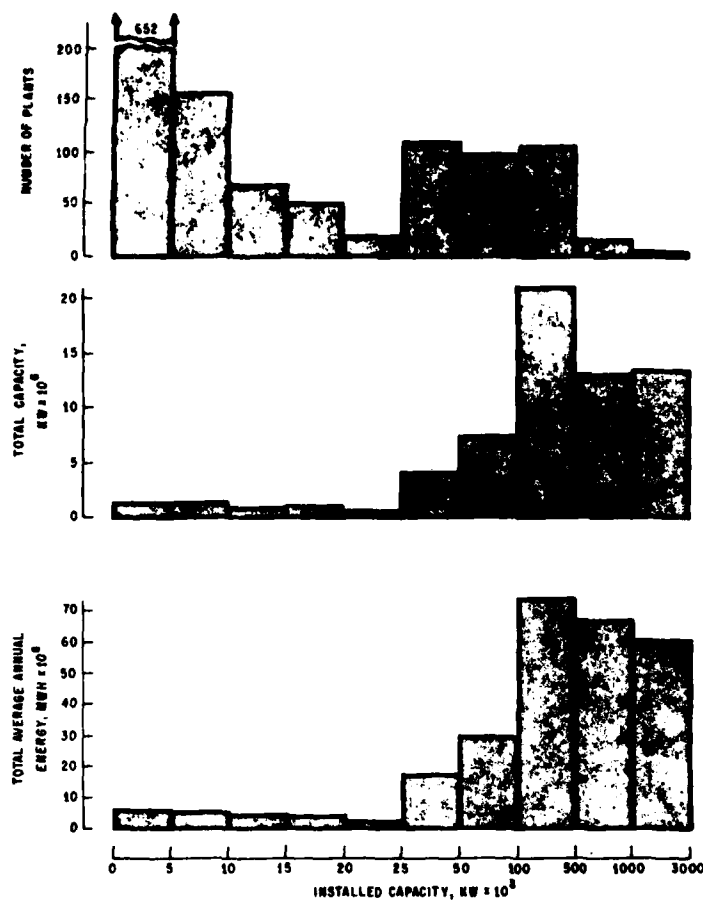 652
200
150
100
50
0
NUMBER OF PLANTS
20
15
10
5
0
TOTAL CAPACITY,
KW x 10⁶
70
60
50
40
30
20
10
0
TOTAL AVERAGE ANNUAL
ENERGY, MWH x 10⁶
0 5 10 15 20 25 50 100 500 1000 3000
INSTALLED CAPACITY, KW x 10³